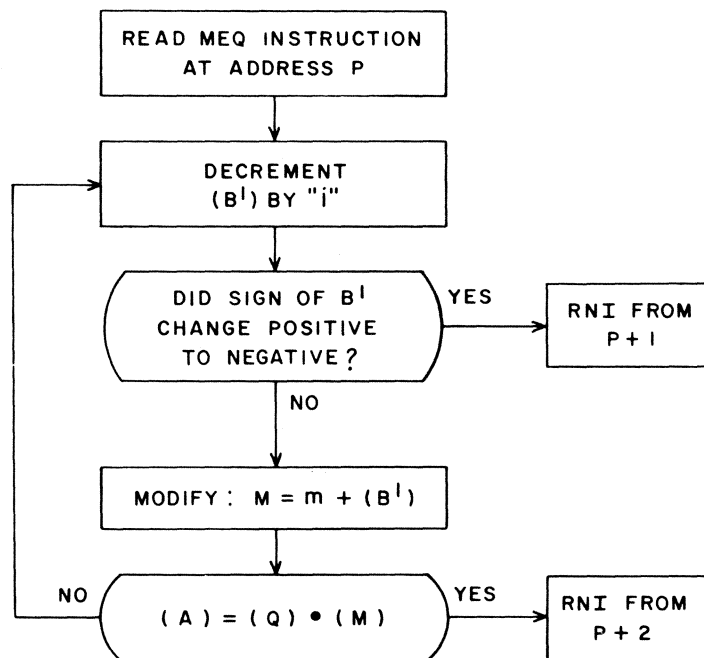 READ MEQ INSTRUCTION
AT ADDRESS P
DECREMENT
(B¹) BY "i"
DID SIGN OF B¹
CHANGE POSITIVE
TO NEGATIVE?
YES
RNI FROM
P+1
NO
MODIFY: M = m + (B¹)
NO
(A) = (Q) • (M)
YES
RNI FROM
P+2